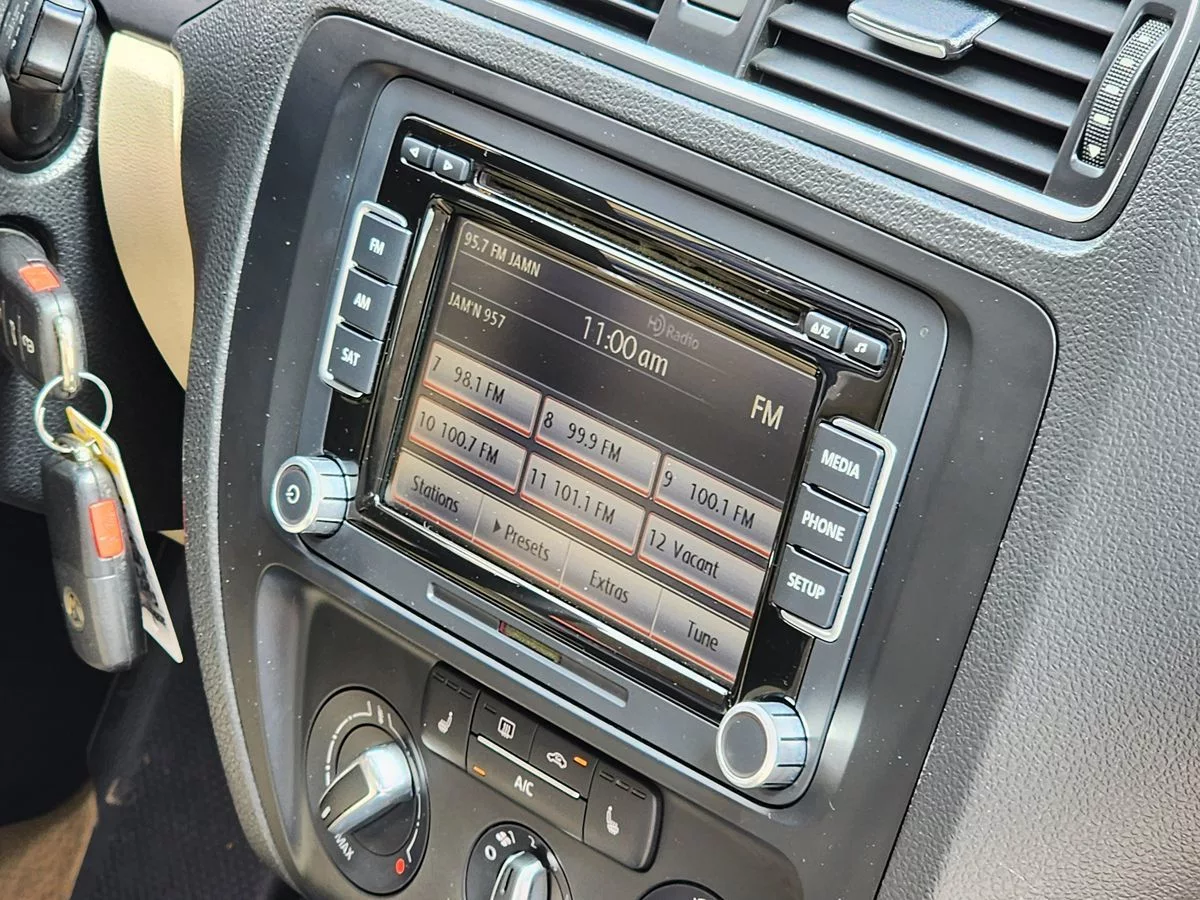 95.7 FM JAMN
JAM'N 957
HD Radio
11:00 am
FM
7 98.1 FM
8 99.9 FM
9 100.1 FM
10 100.7 FM
11 101.1 FM
12 Vacant
Stations
Presets
Extras
Tune
FM
AM
SAT
MEDIA
PHONE
SETUP
A/C
MAX
0